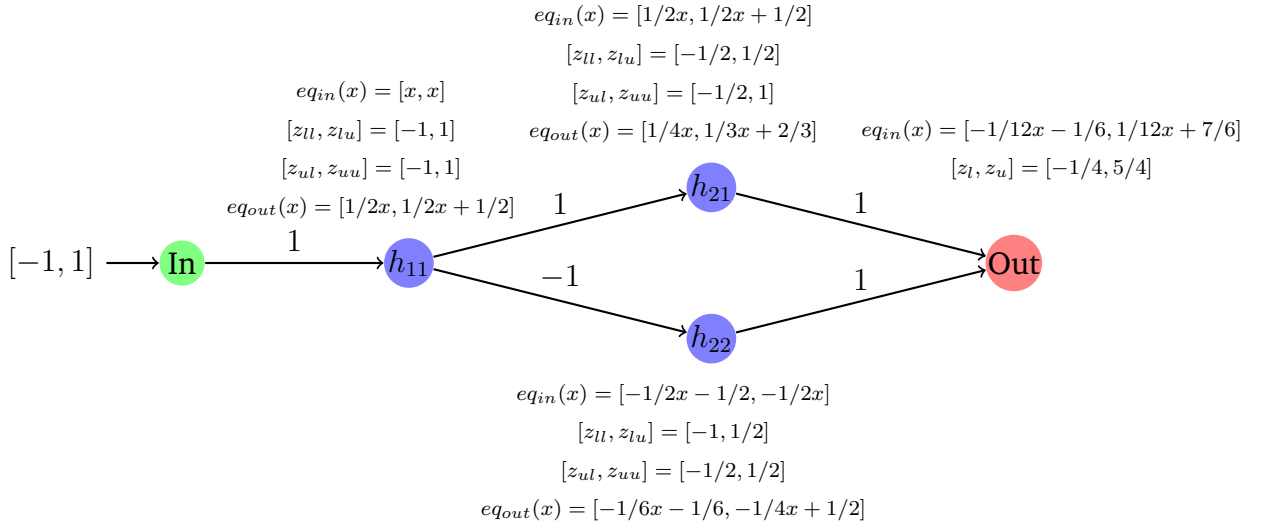 eq_{in}(x) = [1/2x, 1/2x + 1/2]
[z_{ll}, z_{lu}] = [-1/2, 1/2]
[z_{ul}, z_{uu}] = [-1/2, 1]
eq_{out}(x) = [1/4x, 1/3x + 2/3]
eq_{in}(x) = [x, x]
[z_{ll}, z_{lu}] = [-1, 1]
[z_{ul}, z_{uu}] = [-1, 1]
eq_{out}(x) = [1/2x, 1/2x + 1/2]
eq_{in}(x) = [-1/12x - 1/6, 1/12x + 7/6]
[z_l, z_u] = [-1/4, 5/4]
[-1, 1]
In
1
h_{11}
1
-1
h_{21}
h_{22}
1
1
Out
eq_{in}(x) = [-1/2x - 1/2, -1/2x]
[z_{ll}, z_{lu}] = [-1, 1/2]
[z_{ul}, z_{uu}] = [-1/2, 1/2]
eq_{out}(x) = [-1/6x - 1/6, -1/4x + 1/2]